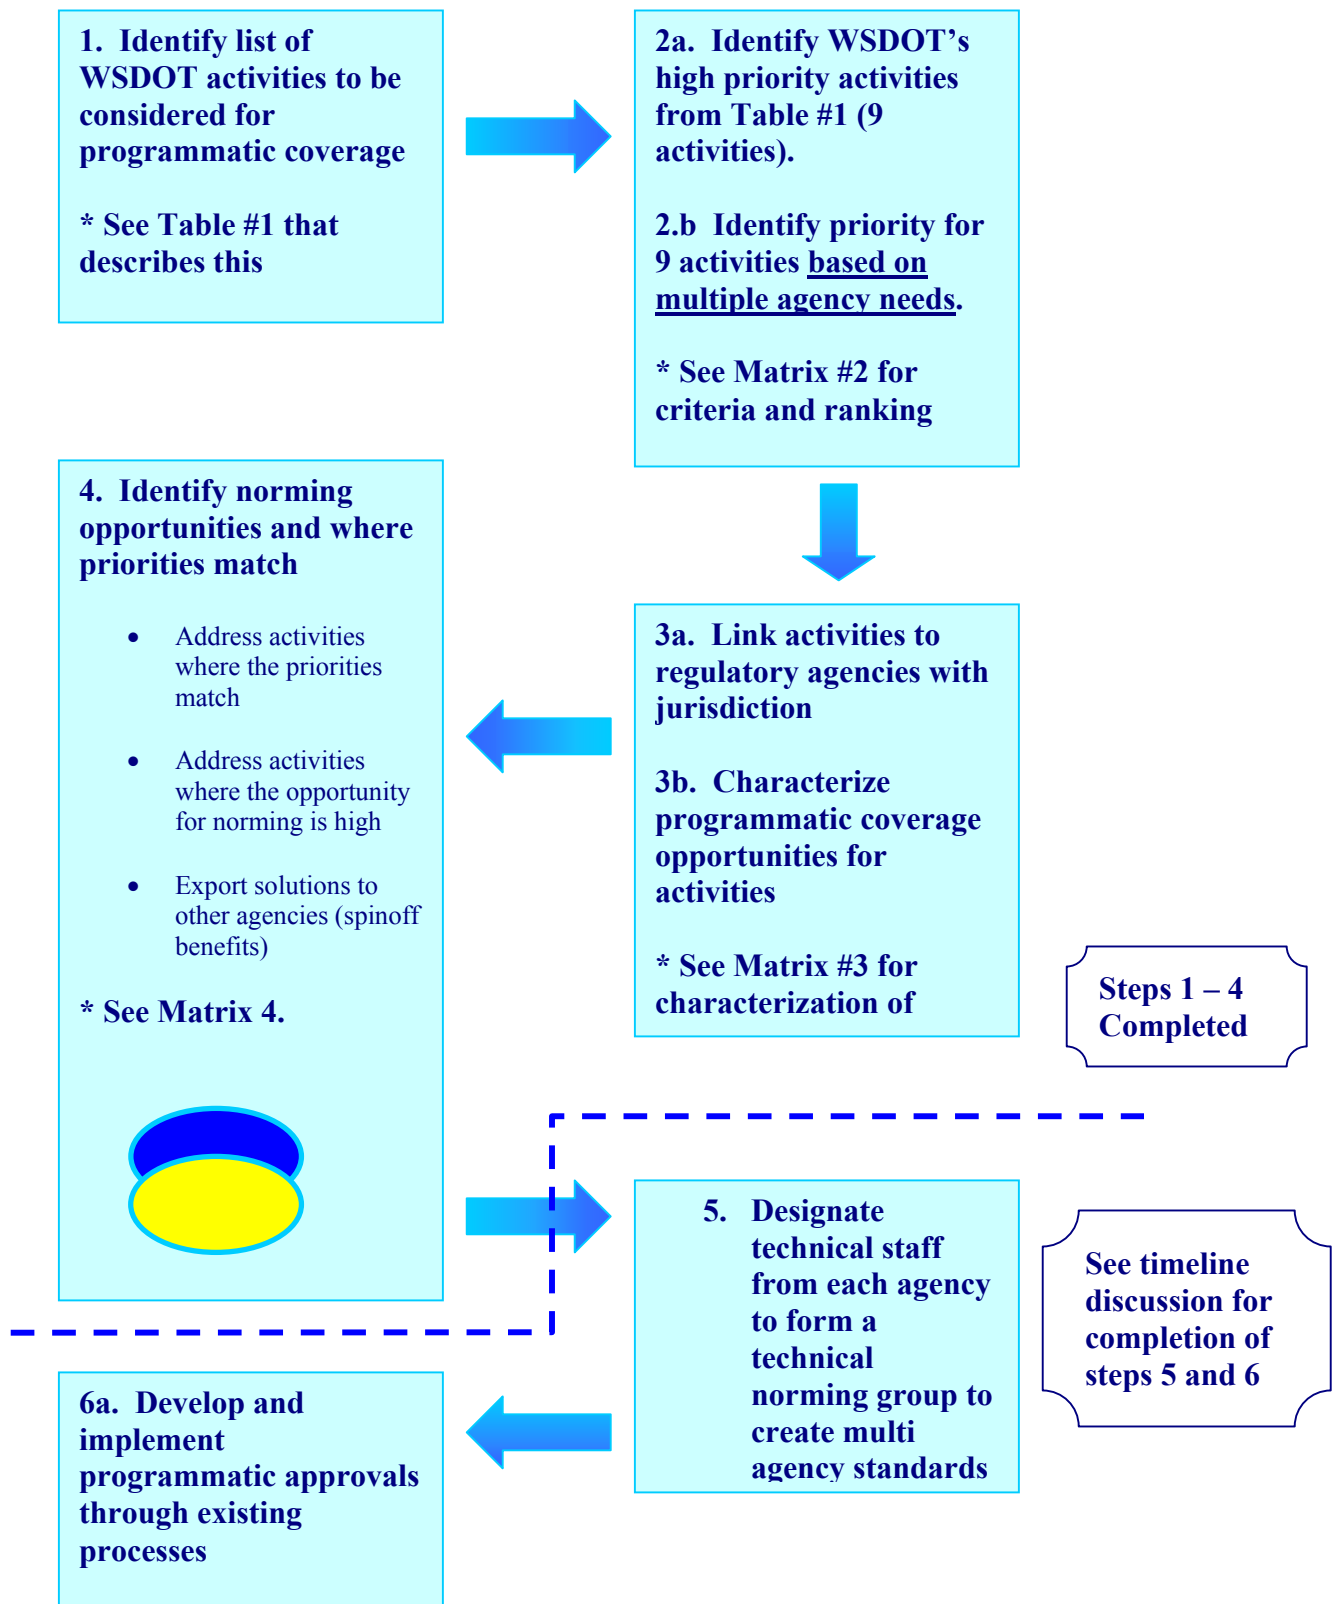 1. Identify list of
WSDOT activities to be
considered for
programmatic coverage
* See Table #1 that
describes this
2a. Identify WSDOT’s
high priority activities
from Table #1 (9
activities).
2.b Identify priority for
9 activities based on
multiple agency needs.
* See Matrix #2 for
criteria and ranking
3a. Link activities to
regulatory agencies with
jurisdiction
3b. Characterize
programmatic coverage
opportunities for
activities
* See Matrix #3 for
characterization of
4. Identify norming
opportunities and where
priorities match
• Address activities
where the priorities
match
• Address activities
where the opportunity
for norming is high
• Export solutions to
other agencies (spinoff
benefits)
* See Matrix 4.
Steps 1 – 4
Completed
5. Designate
technical staff
from each agency
to form a
technical
norming group to
create multi
agency standards
See timeline
discussion for
completion of
steps 5 and 6
6a. Develop and
implement
programmatic approvals
through existing
processes